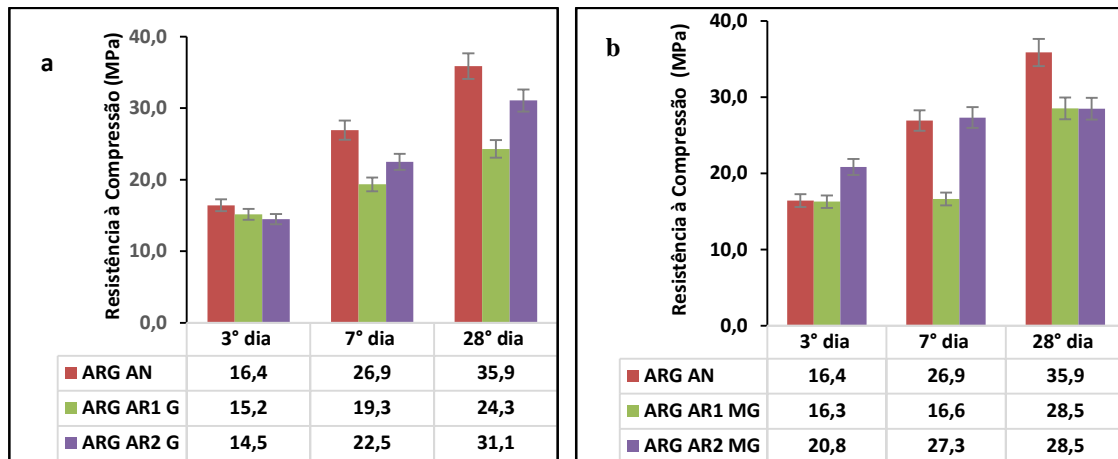 a
Resistência à Compressão (MPa)
40,0
30,0
20,0
10,0
0,0
3° dia 7° dia 28° dia
ARG AN 16,4 26,9 35,9
ARG AR1 G 15,2 19,3 24,3
ARG AR2 G 14,5 22,5 31,1
b
Resistência à Compressão (MPa)
40,0
30,0
20,0
10,0
0,0
3° dia 7° dia 28° dia
ARG AN 16,4 26,9 35,9
ARG AR1 MG 16,3 16,6 28,5
ARG AR2 MG 20,8 27,3 28,5